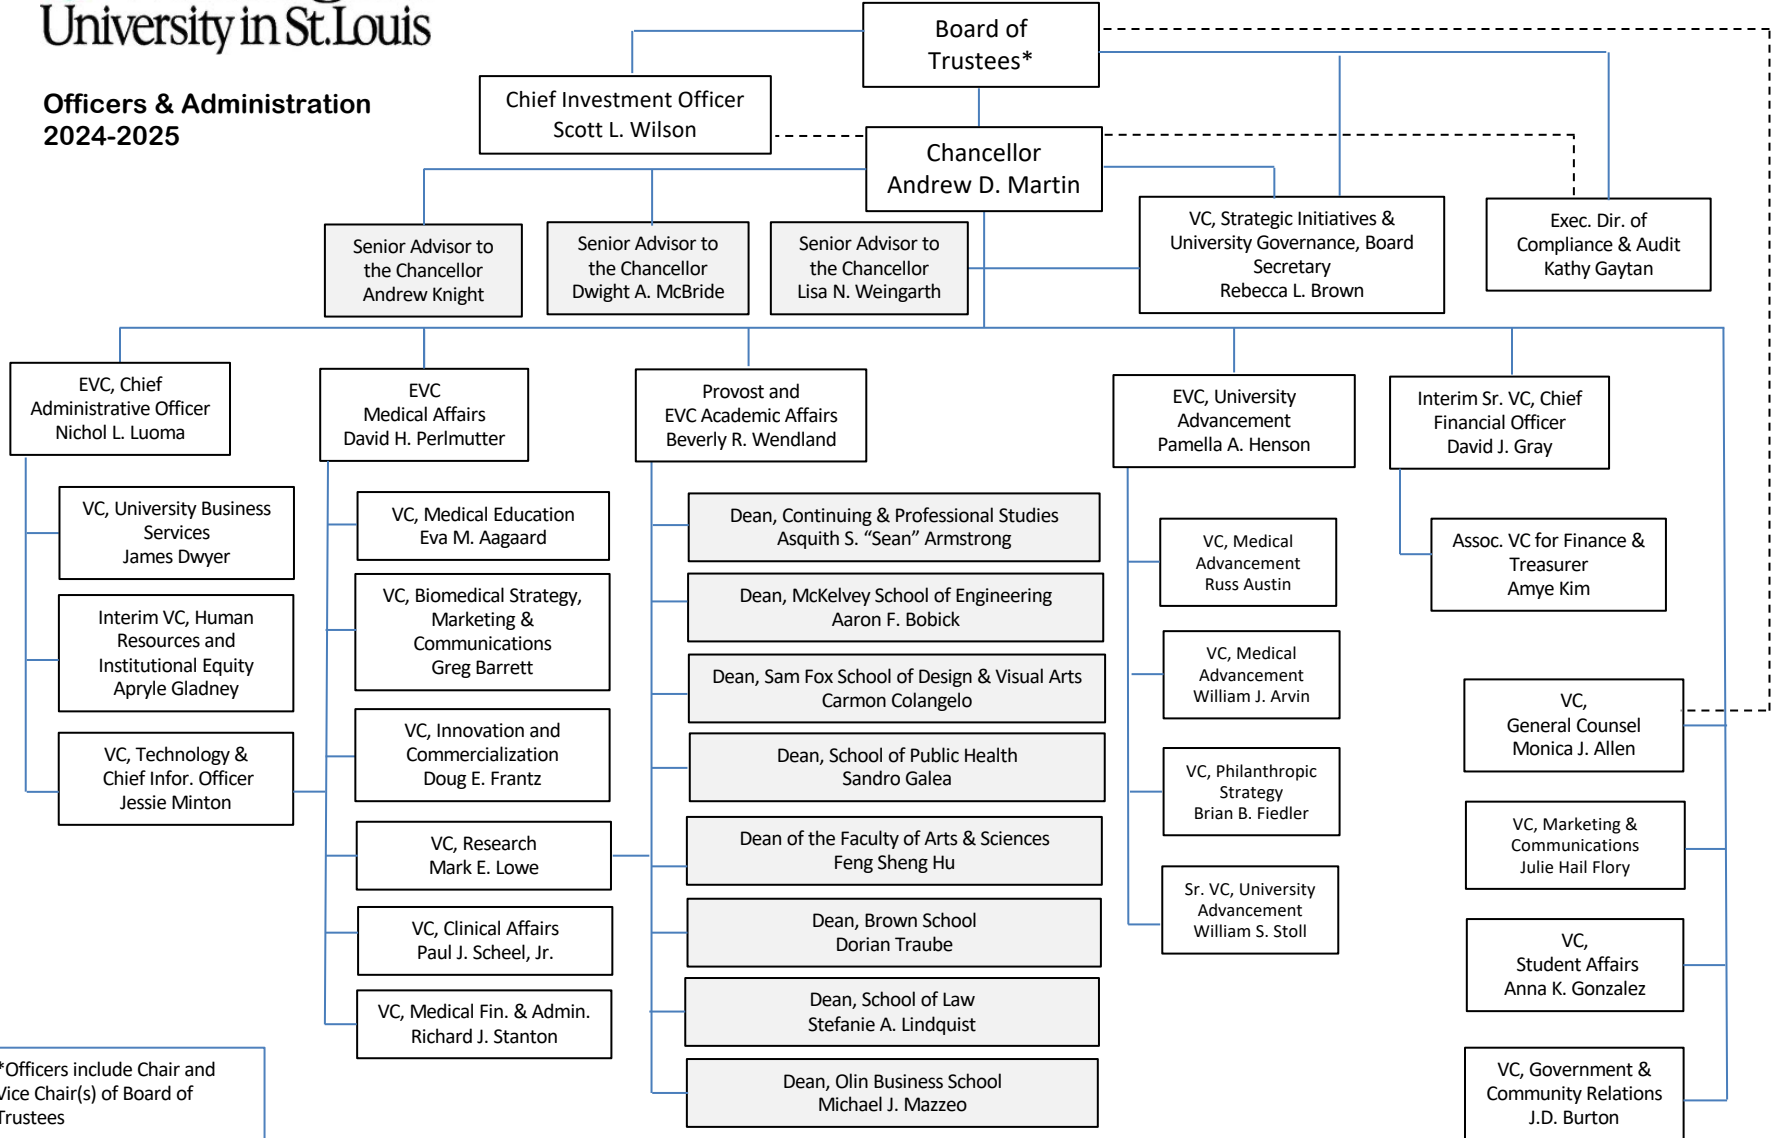 University in St.Louis
Officers & Administration
2024-2025
Board of
Trustees*
Chief Investment Officer
Scott L. Wilson
Chancellor
Andrew D. Martin
Senior Advisor to
the Chancellor
Andrew Knight
Senior Advisor to
the Chancellor
Dwight A. McBride
Senior Advisor to
the Chancellor
Lisa N. Weingarth
VC, Strategic Initiatives &
University Governance, Board
Secretary
Rebecca L. Brown
Exec. Dir. of
Compliance & Audit
Kathy Gaytan
EVC, Chief
Administrative Officer
Nichol L. Luoma
EVC
Medical Affairs
David H. Perlmutter
Provost and
EVC Academic Affairs
Beverly R. Wendland
EVC, University
Advancement
Pamella A. Henson
Interim Sr. VC, Chief
Financial Officer
David J. Gray
VC, University Business
Services
James Dwyer
Interim VC, Human
Resources and
Institutional Equity
Apryle Gladney
VC, Technology &
Chief Infor. Officer
Jessie Minton
VC, Medical Education
Eva M. Aagaard
VC, Biomedical Strategy,
Marketing &
Communications
Greg Barrett
VC, Innovation and
Commercialization
Doug E. Frantz
VC, Research
Mark E. Lowe
VC, Clinical Affairs
Paul J. Scheel, Jr.
VC, Medical Fin. & Admin.
Richard J. Stanton
Dean, Continuing & Professional Studies
Asquith S. “Sean” Armstrong
Dean, McKelvey School of Engineering
Aaron F. Bobick
Dean, Sam Fox School of Design & Visual Arts
Carmon Colangelo
Dean, School of Public Health
Sandro Galea
Dean of the Faculty of Arts & Sciences
Feng Sheng Hu
Dean, Brown School
Dorian Traube
Dean, School of Law
Stefanie A. Lindquist
Dean, Olin Business School
Michael J. Mazzeo
VC, Medical
Advancement
Russ Austin
VC, Medical
Advancement
William J. Arvin
VC, Philanthropic
Strategy
Brian B. Fiedler
Sr. VC, University
Advancement
William S. Stoll
Assoc. VC for Finance &
Treasurer
Amye Kim
VC,
General Counsel
Monica J. Allen
VC, Marketing &
Communications
Julie Hail Flory
VC,
Student Affairs
Anna K. Gonzalez
VC, Government &
Community Relations
J.D. Burton
*Officers include Chair and
Vice Chair(s) of Board of
Trustees